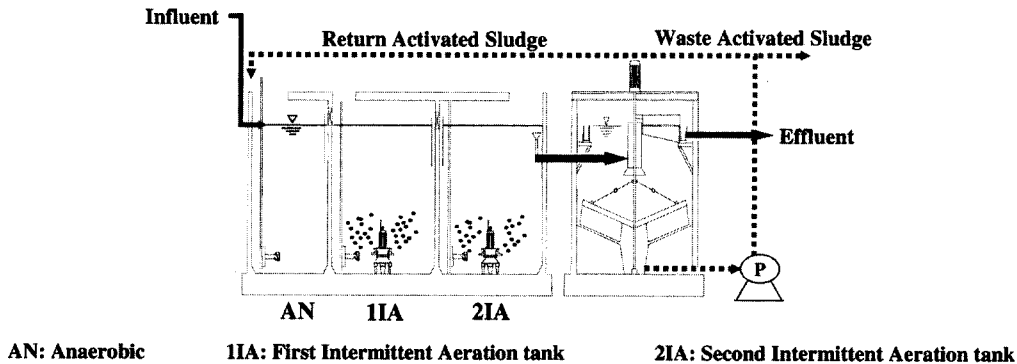 Influent
Return Activated Sludge
Waste Activated Sludge
Effluent
P
AN
1IA
2IA
AN: Anaerobic
1IA: First Intermittent Aeration tank
2IA: Second Intermittent Aeration tank